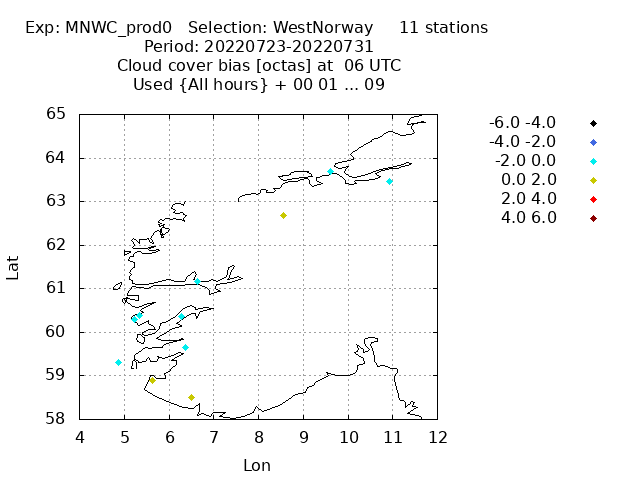 Exp: MNWC_prod0 Selection: WestNorway 11 stations
Period: 20220723-20220731
Cloud cover bias [octas] at 06 UTC
Used {All hours} + 00 01 ... 09
65
64
63
62
61
60
59
58
4 5 6 7 8 9 10 11 12
Lat
Lon
-6.0 -4.0
-4.0 -2.0
-2.0 0.0
0.0 2.0
2.0 4.0
4.0 6.0